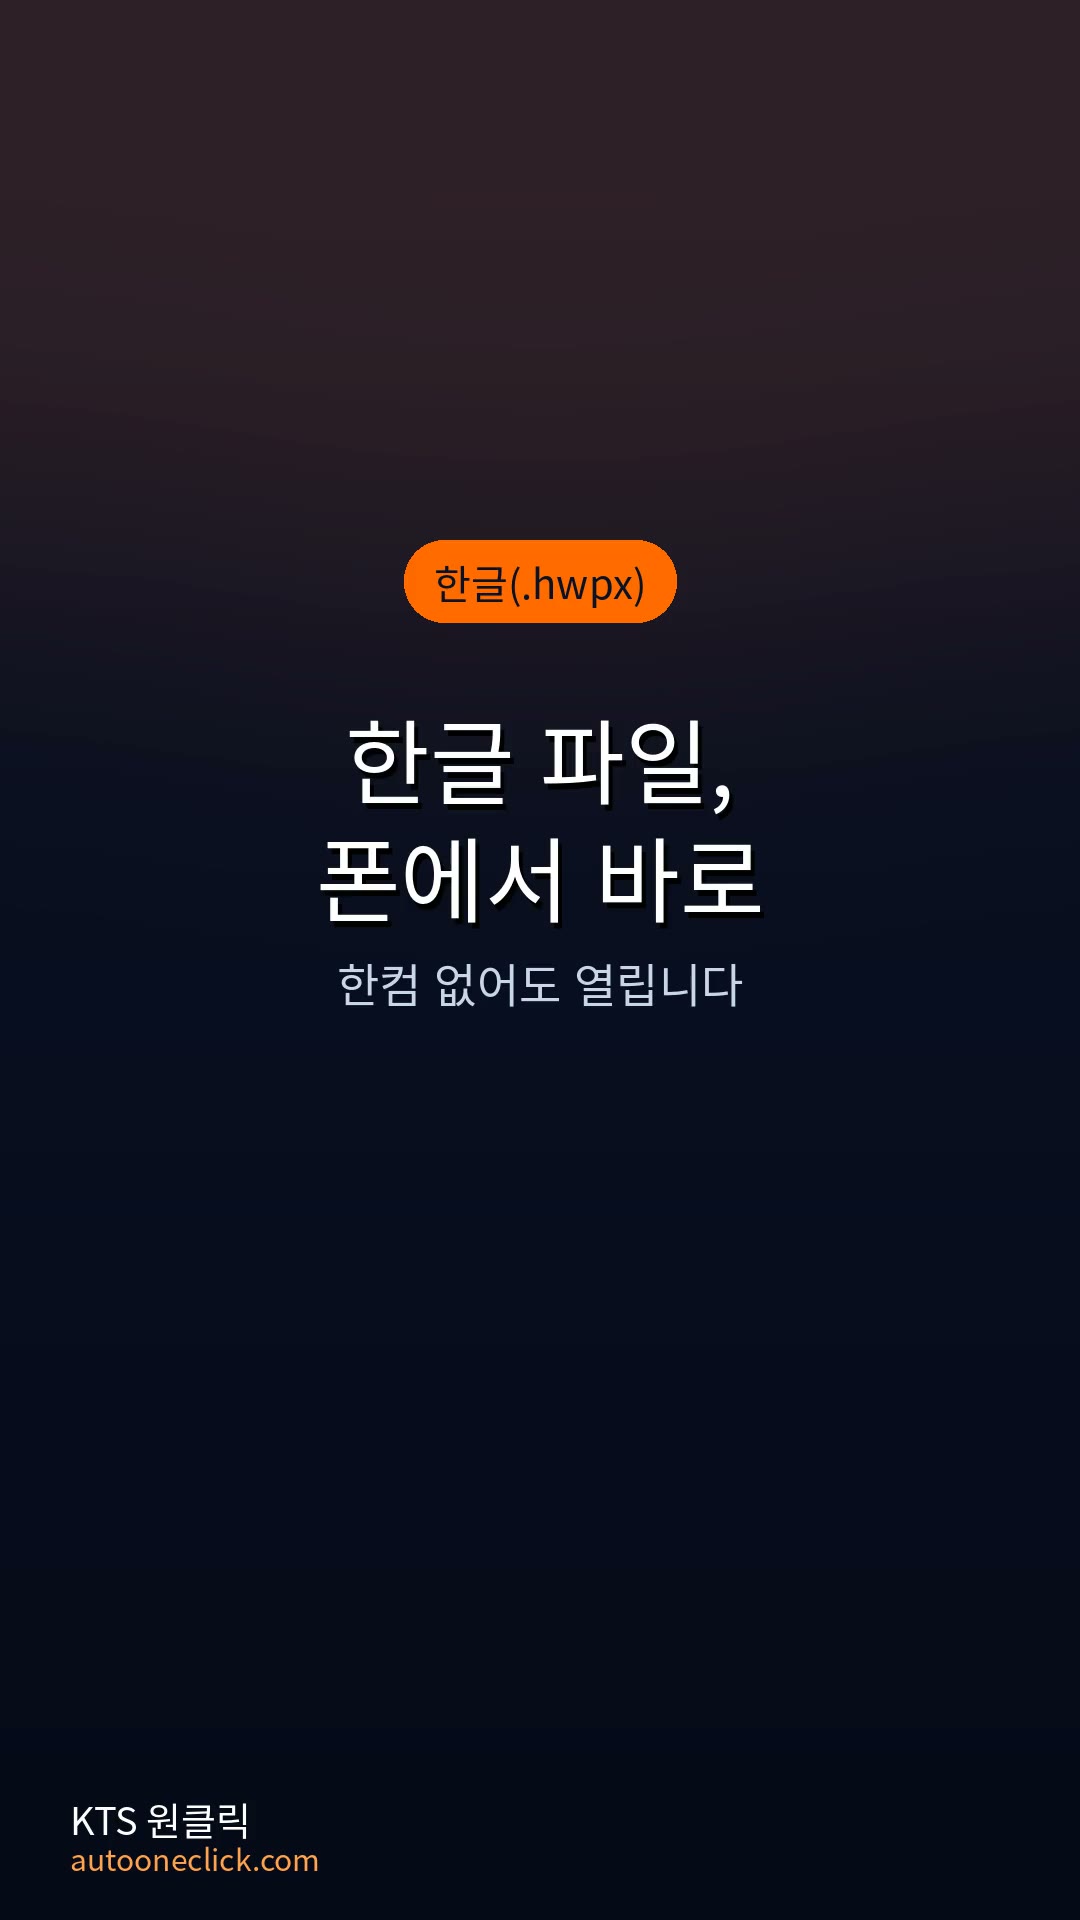 한글(.hwpx)
한글 파일,
폰에서 바로
한컴 없어도 열립니다
KTS 원클릭
autooneclick.com